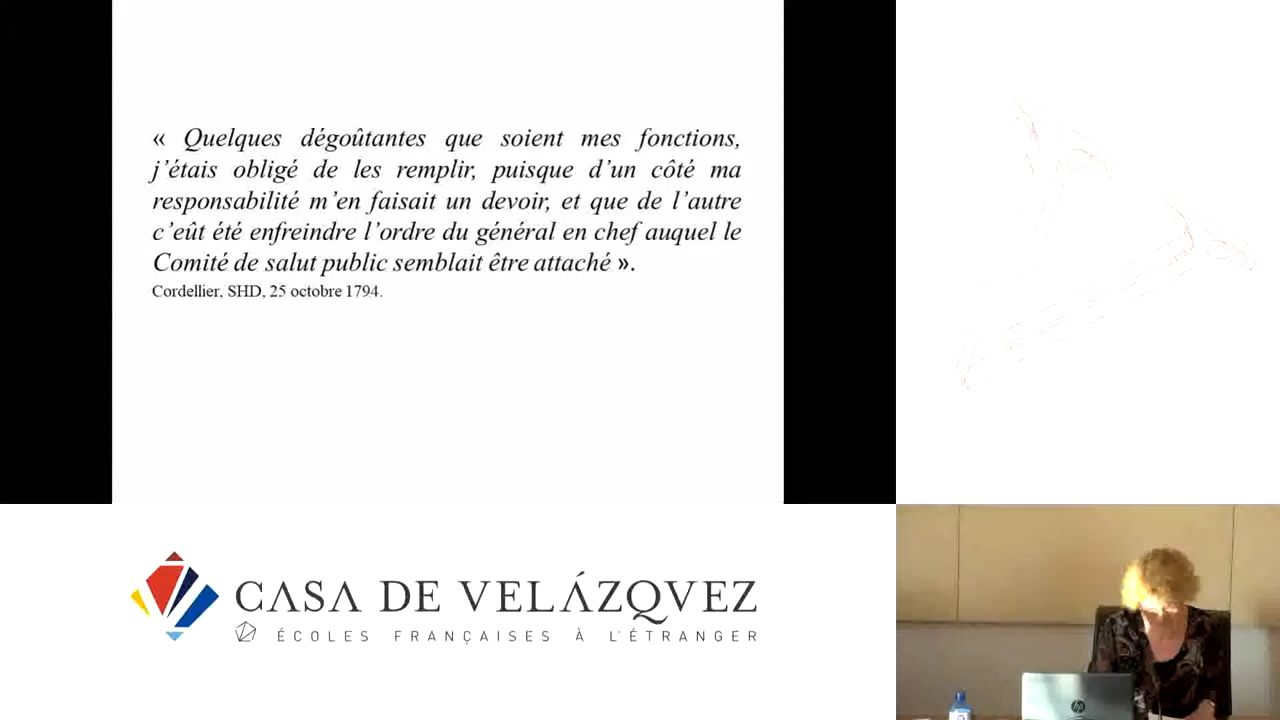 « Quelques dégoûtantes que soient mes fonctions,
j’étais obligé de les remplir, puisque d’un côté ma
responsabilité m’en faisait un devoir, et que de l’autre
c’eût été enfreindre l’ordre du général en chef auquel le
Comité de salut public semblait être attaché ».
Cordellier, SHD, 25 octobre 1794.
CASA DE VELÁZQVEZ
ÉCOLES FRANÇAISES À L'ÉTRANGER
hp